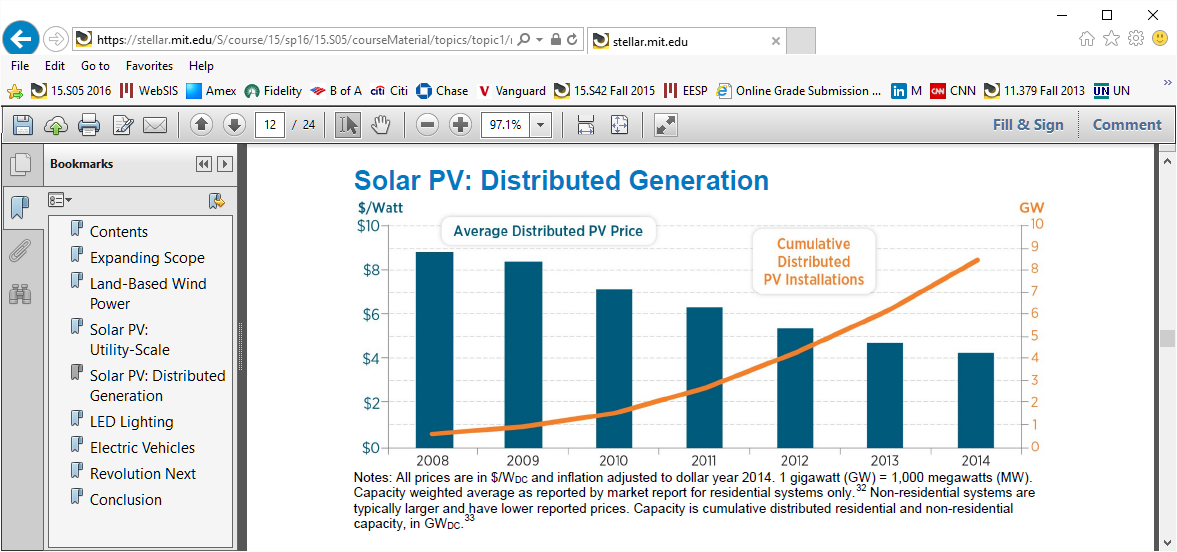 https://stellar.mit.edu/S/course/15/sp16/15.S05/courseMaterial/topics/topic1/
stellar.mit.edu
File Edit Go to Favorites Help
15.S05 2016 WebSIS Amex Fidelity B of A citi Citi Chase V Vanguard 15.S42 Fall 2015 EESP Online Grade Submission ... in M CNN CNN 11.379 Fall 2013 UN UN
12 / 24 97.1% Fill & Sign Comment
Bookmarks
Contents
Expanding Scope
Land-Based Wind
Power
Solar PV:
Utility-Scale
Solar PV: Distributed
Generation
LED Lighting
Electric Vehicles
Revolution Next
Conclusion
Solar PV: Distributed Generation
$/Watt GW
Average Distributed PV Price
Cumulative
Distributed
PV Installations
$10
$8
$6
$4
$2
$0
10
9
8
7
6
5
4
3
2
1
0
2008 2009 2010 2011 2012 2013 2014
Notes: All prices are in $/WDC and inflation adjusted to dollar year 2014. 1 gigawatt (GW) = 1,000 megawatts (MW).
Capacity weighted average as reported by market report for residential systems only.32 Non-residential systems are
typically larger and have lower reported prices. Capacity is cumulative distributed residential and non-residential
capacity, in GWDC.33